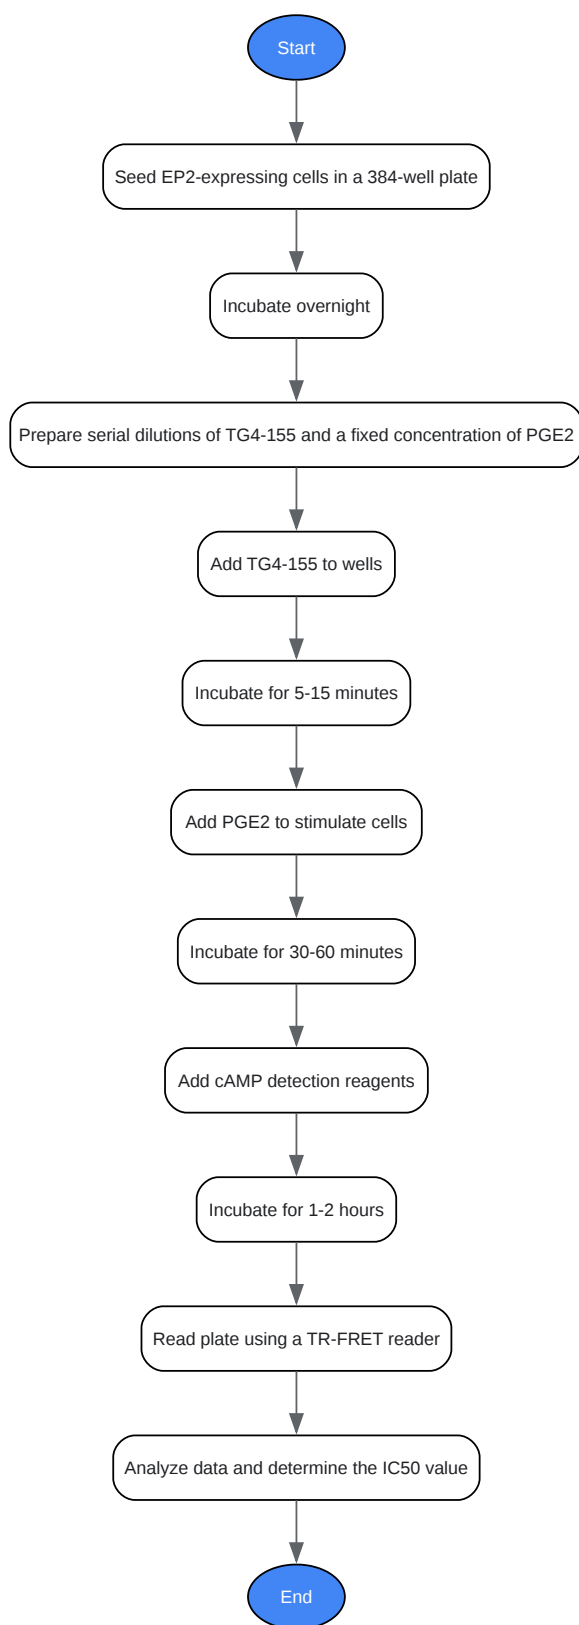 Start
Seed EP2-expressing cells in a 384-well plate
Incubate overnight
Prepare serial dilutions of TG4-155 and a fixed concentration of PGE2
Add TG4-155 to wells
Incubate for 5-15 minutes
Add PGE2 to stimulate cells
Incubate for 30-60 minutes
Add cAMP detection reagents
Incubate for 1-2 hours
Read plate using a TR-FRET reader
Analyze data and determine the IC50 value
End